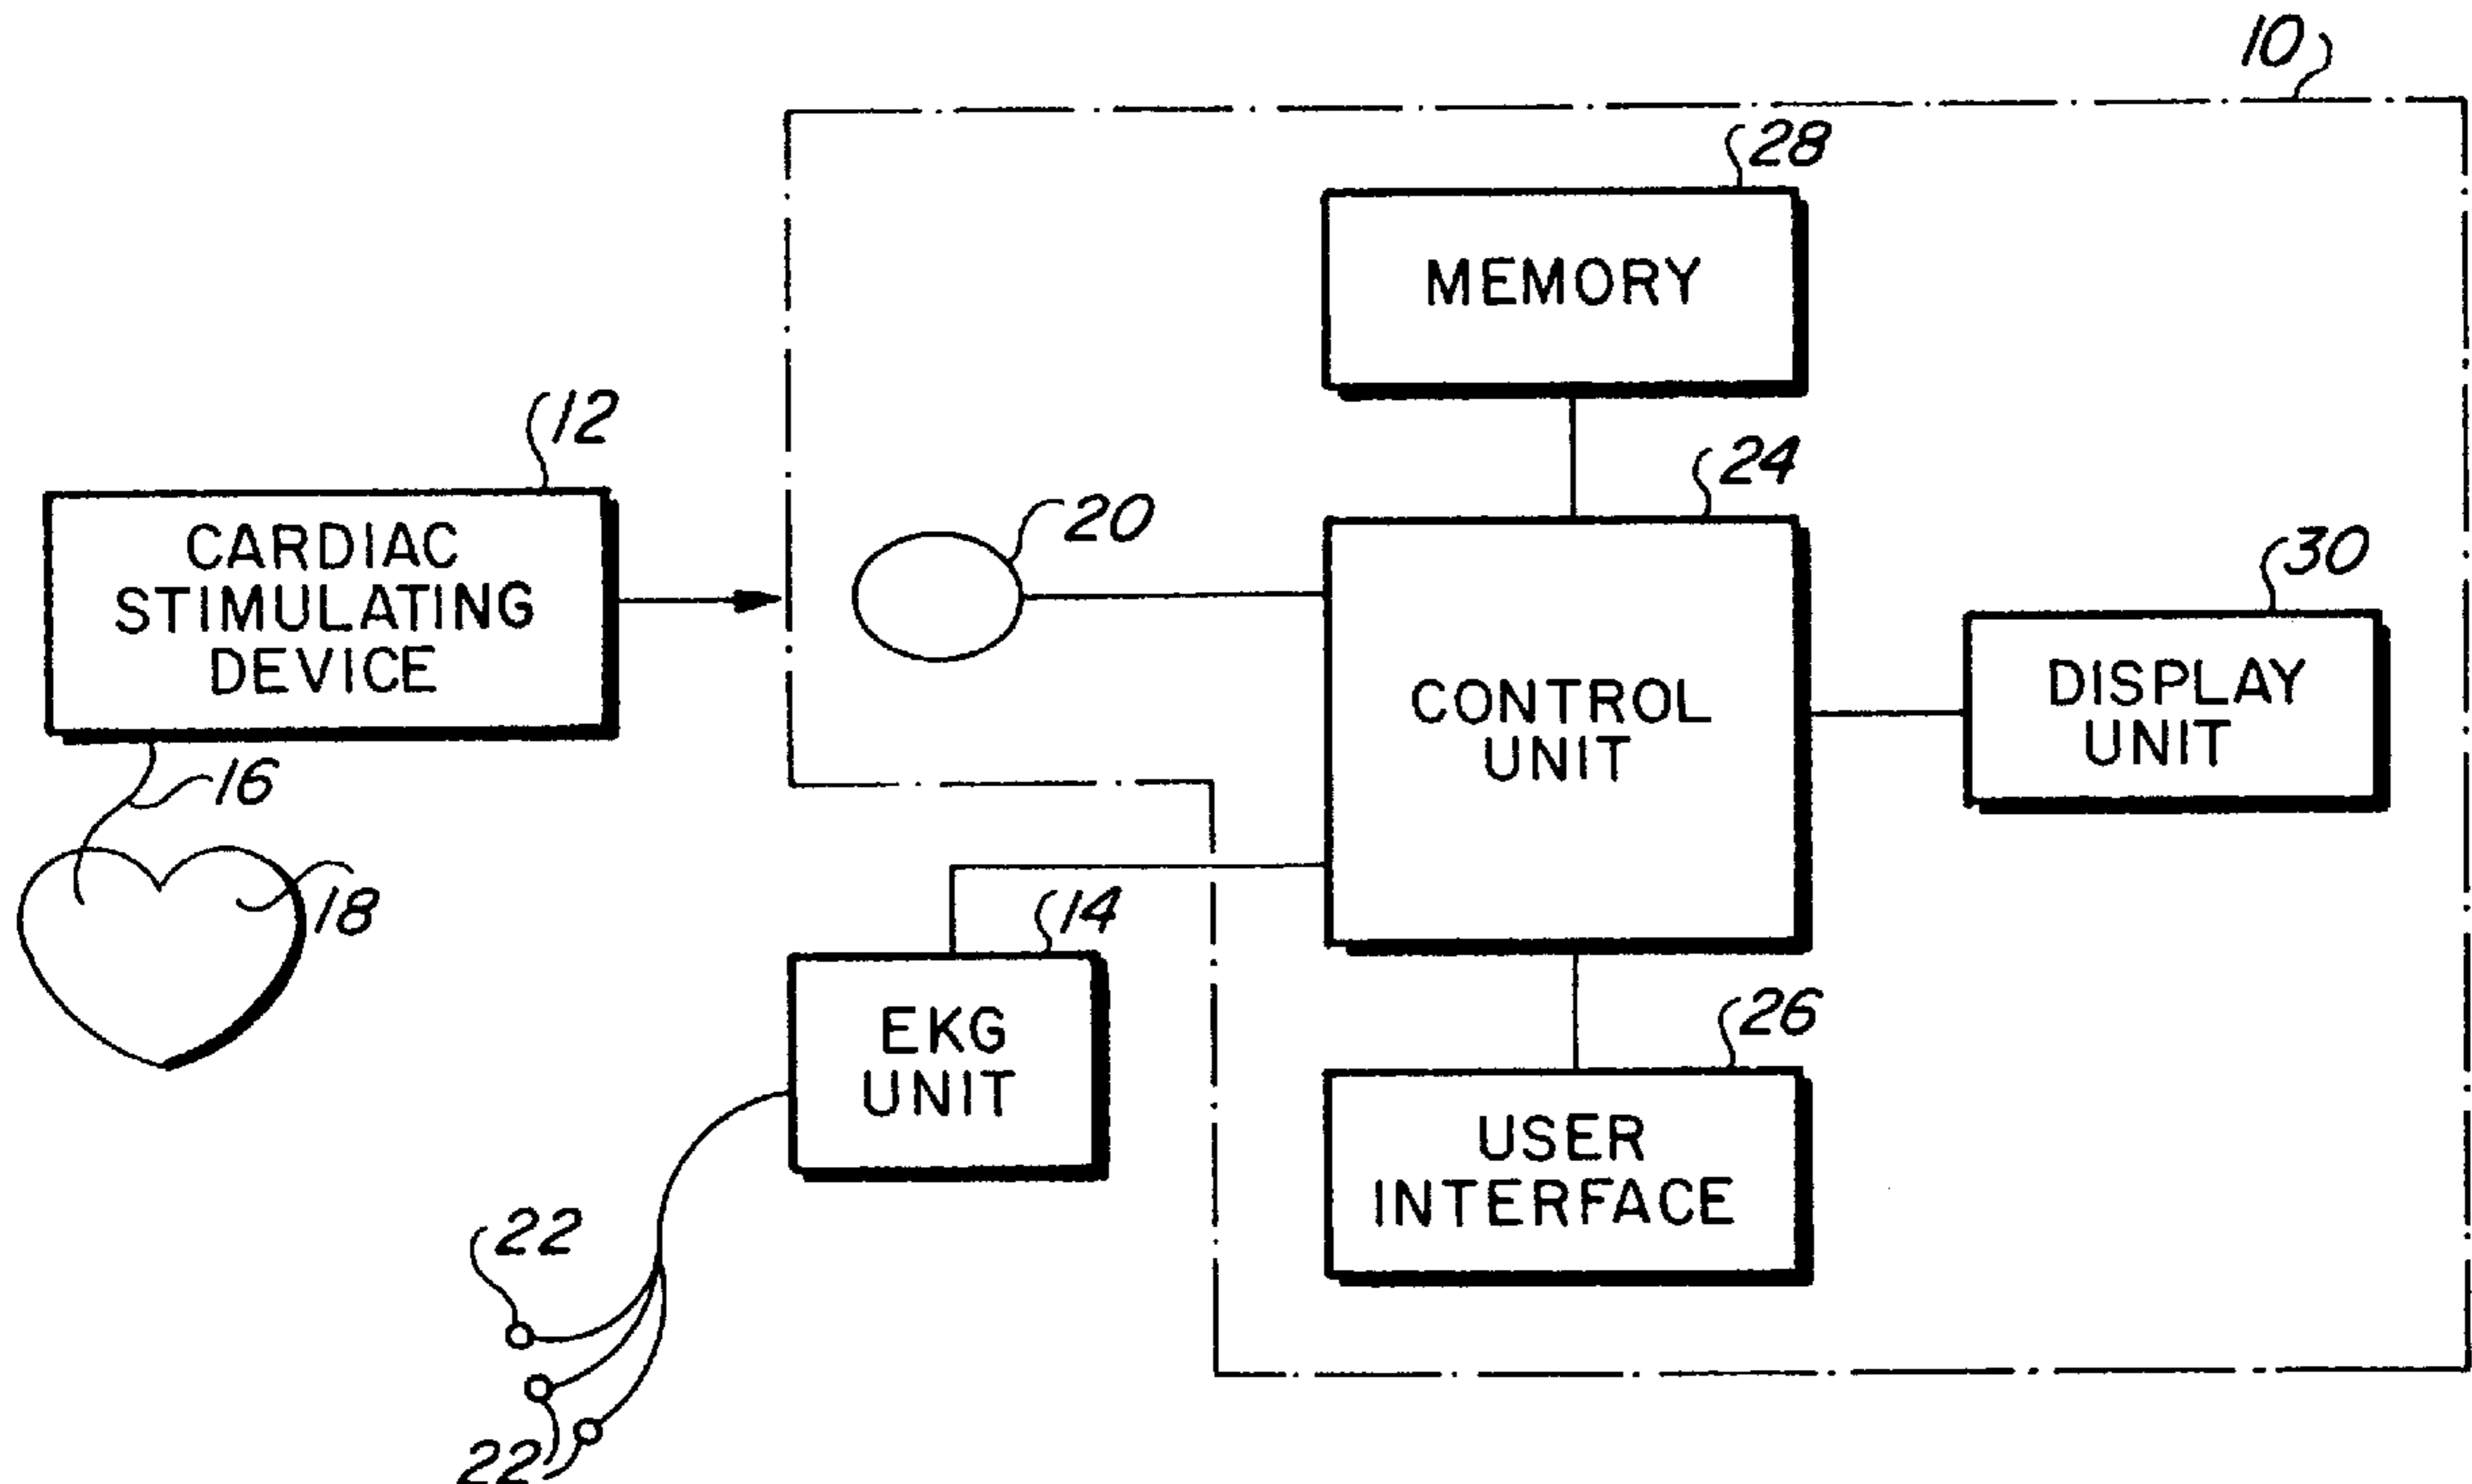 10
28
MEMORY
12
24
20
30
CARDIAC
STIMULATING
DEVICE
CONTROL
UNIT
DISPLAY
UNIT
16
18
14
EKG
UNIT
26
USER
INTERFACE
22
22